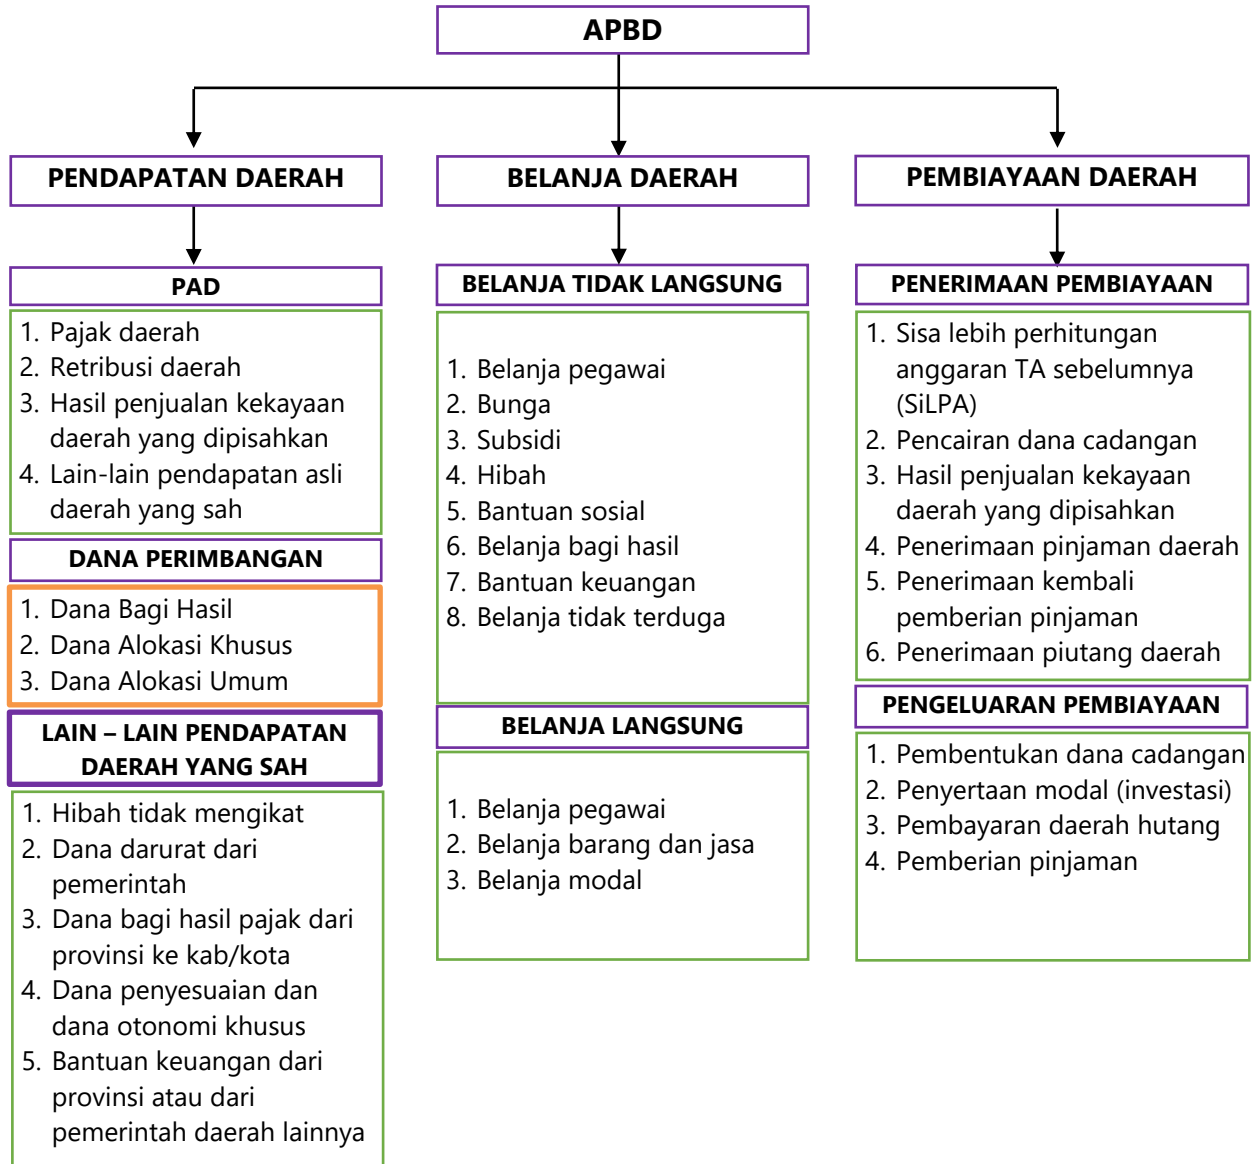 APBD
PENDAPATAN DAERAH
PAD
1. Pajak daerah
2. Retribusi daerah
3. Hasil penjualan kekayaan
daerah yang dipisahkan
4. Lain-lain pendapatan asli
daerah yang sah
DANA PERIMBANGAN
1. Dana Bagi Hasil
2. Dana Alokasi Khusus
3. Dana Alokasi Umum
LAIN – LAIN PENDAPATAN
DAERAH YANG SAH
1. Hibah tidak mengikat
2. Dana darurat dari
pemerintah
3. Dana bagi hasil pajak dari
provinsi ke kab/kota
4. Dana penyesuaian dan
dana otonomi khusus
5. Bantuan keuangan dari
provinsi atau dari
pemerintah daerah lainnya
BELANJA DAERAH
BELANJA TIDAK LANGSUNG
1. Belanja pegawai
2. Bunga
3. Subsidi
4. Hibah
5. Bantuan sosial
6. Belanja bagi hasil
7. Bantuan keuangan
8. Belanja tidak terduga
BELANJA LANGSUNG
1. Belanja pegawai
2. Belanja barang dan jasa
3. Belanja modal
PEMBIAYAAN DAERAH
PENERIMAAN PEMBIAYAAN
1. Sisa lebih perhitungan
anggaran TA sebelumnya
(SiLPA)
2. Pencairan dana cadangan
3. Hasil penjualan kekayaan
daerah yang dipisahkan
4. Penerimaan pinjaman daerah
5. Penerimaan kembali
pemberian pinjaman
6. Penerimaan piutang daerah
PENGELUARAN PEMBIAYAAN
1. Pembentukan dana cadangan
2. Penyertaan modal (investasi)
3. Pembayaran daerah hutang
4. Pemberian pinjaman